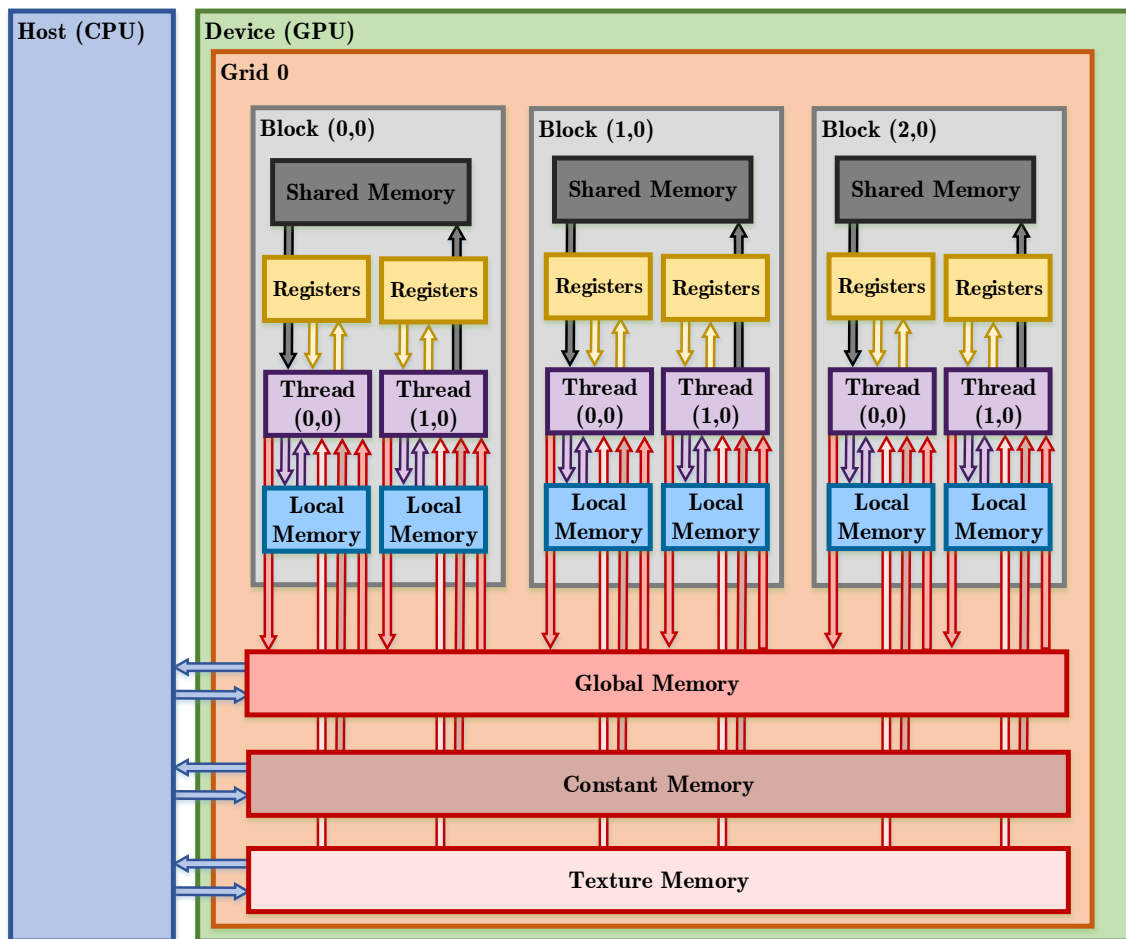 Host (CPU)
Device (GPU)
Grid 0
Block (0,0)
Shared Memory
Registers
Registers
Thread
(0,0)
Thread
(1,0)
Local
Memory
Local
Memory
Block (1,0)
Shared Memory
Registers
Registers
Thread
(0,0)
Thread
(1,0)
Local
Memory
Local
Memory
Block (2,0)
Shared Memory
Registers
Registers
Thread
(0,0)
Thread
(1,0)
Local
Memory
Local
Memory
Global Memory
Constant Memory
Texture Memory